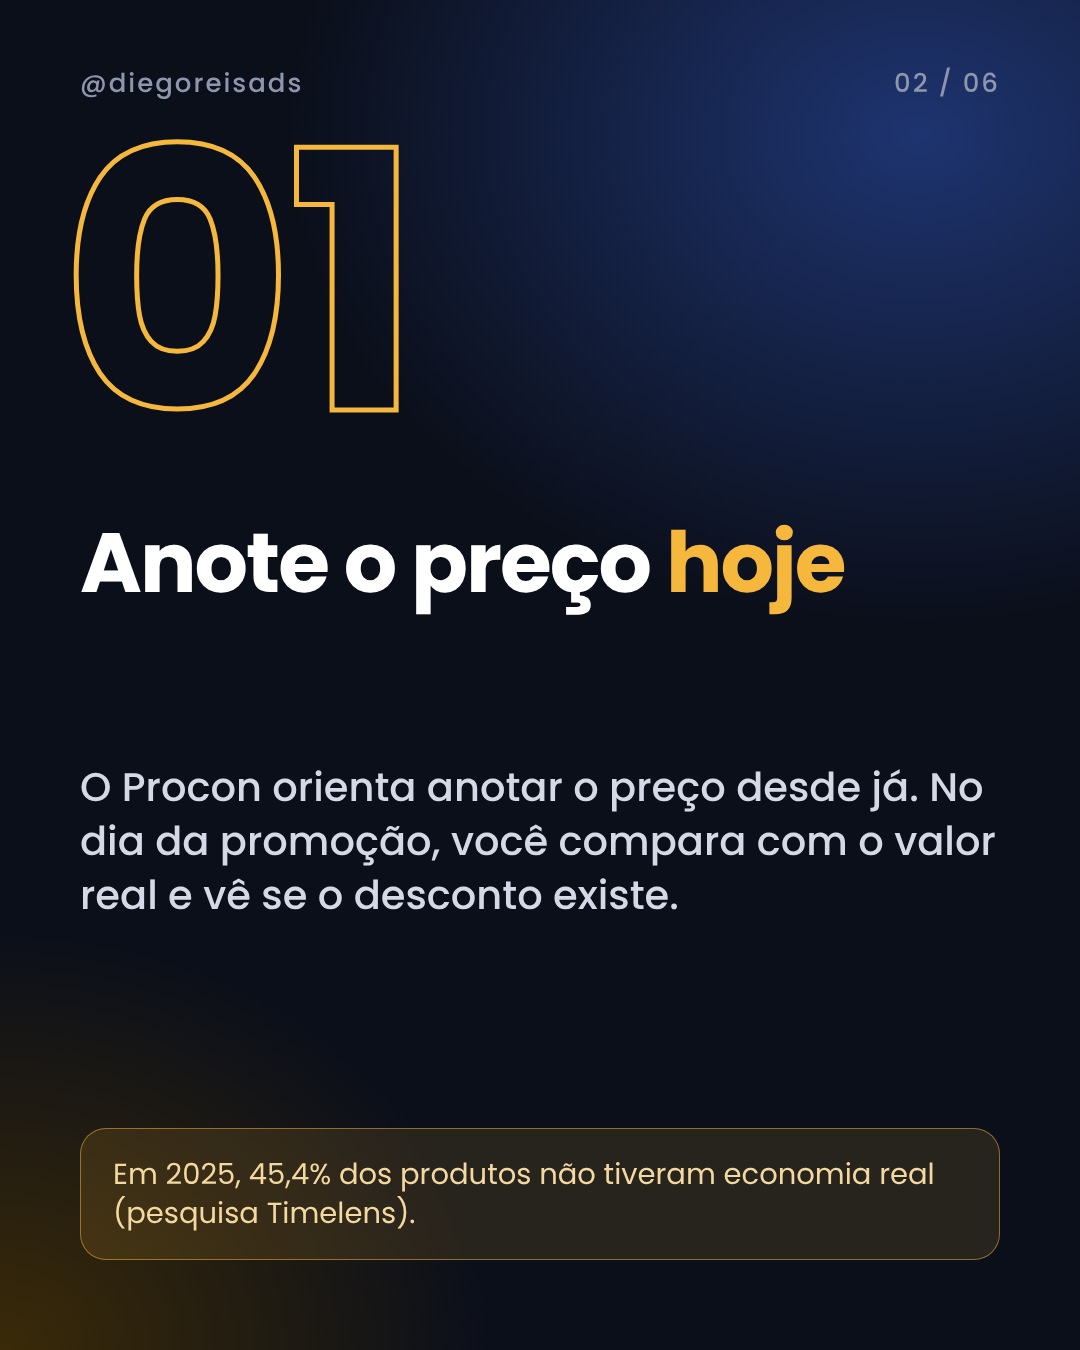 @diegoreisads
02 / 06
01
Anote o preço hoje
O Procon orienta anotar o preço desde já. No
dia da promoção, você compara com o valor
real e vê se o desconto existe.
Em 2025, 45,4% dos produtos não tiveram economia real
(pesquisa Timelens).